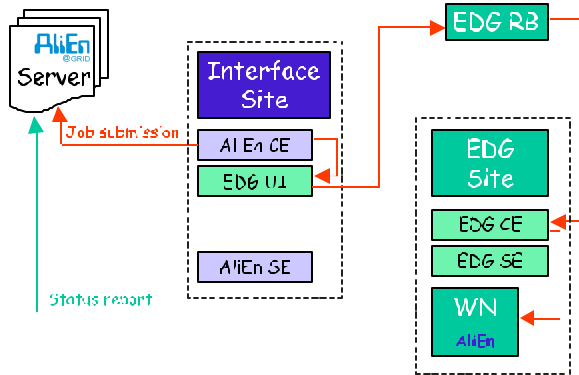 AliEn
@GRID
Server
Job submission
Status report
Interface
Site
AliEn CE
EDG UI
AliEn SE
EDG RB
EDG
Site
EDG CE
EDG SE
WN
AliEn